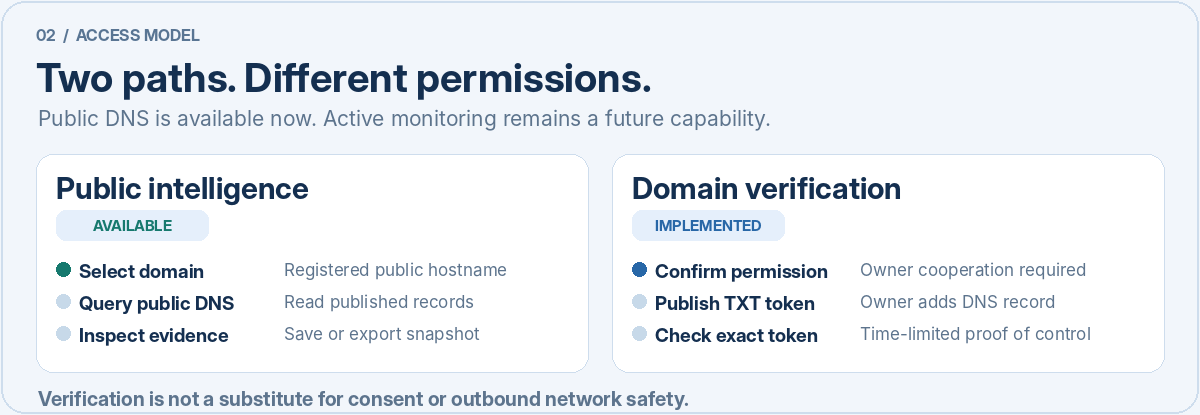 02 / ACCESS MODEL
Two paths. Different permissions.
Public DNS is available now. Active monitoring remains a future capability.
Public intelligence
AVAILABLE
Select domain Registered public hostname
Query public DNS Read published records
Inspect evidence Save or export snapshot
Domain verification
IMPLEMENTED
Confirm permission Owner cooperation required
Publish TXT token Owner adds DNS record
Check exact token Time-limited proof of control
Verification is not a substitute for consent or outbound network safety.